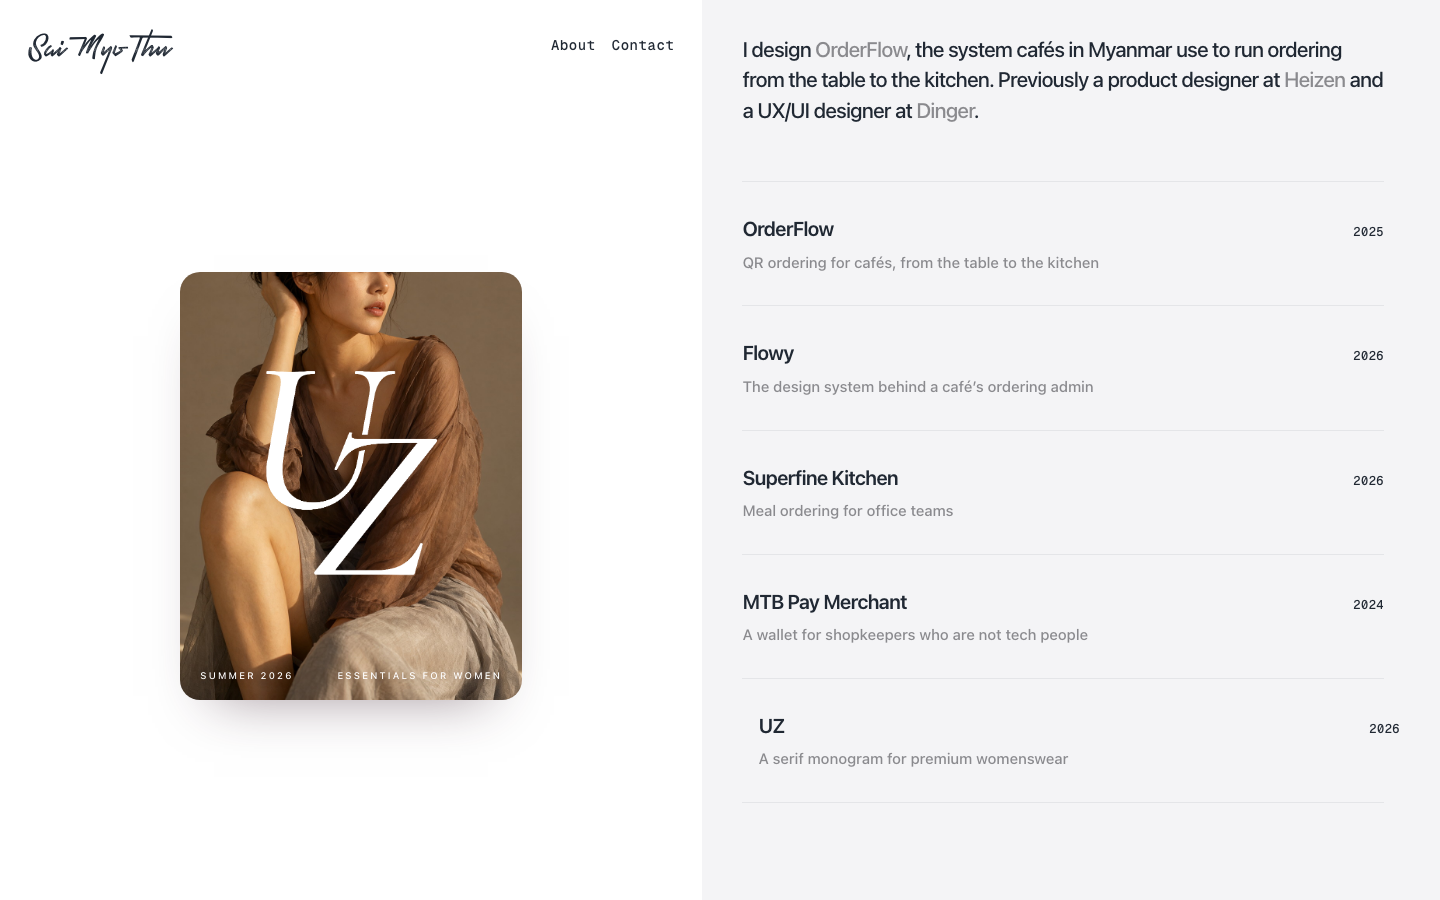 Sai Myo Thu
About Contact
I design OrderFlow, the system cafés in Myanmar use to run ordering
from the table to the kitchen. Previously a product designer at Heizen and
a UX/UI designer at Dinger.
OrderFlow 2025
QR ordering for cafés, from the table to the kitchen
Flowy 2026
The design system behind a café’s ordering admin
Superfine Kitchen 2026
Meal ordering for office teams
MTB Pay Merchant 2024
A wallet for shopkeepers who are not tech people
UZ 2026
A serif monogram for premium womenswear
UZ
SUMMER 2026 ESSENTIALS FOR WOMEN